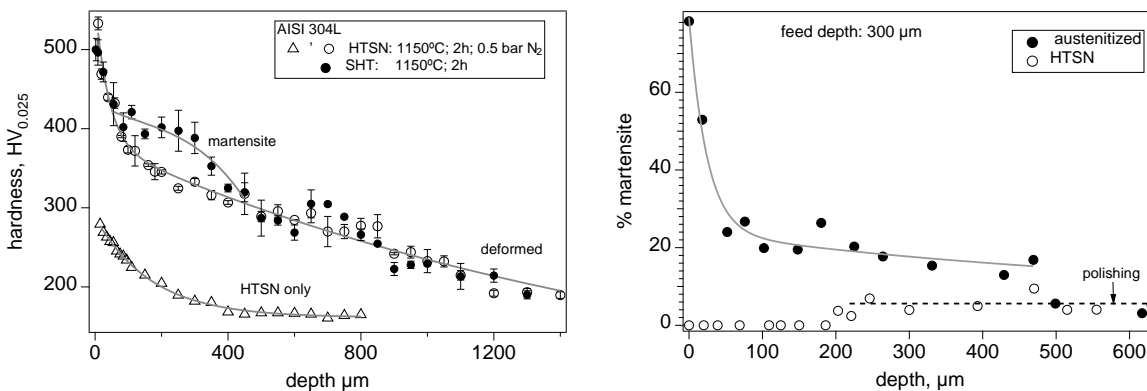 AISI 304L
' HTSN: 1150ºC; 2h; 0.5 bar N2
SHT: 1150ºC; 2h
martensite
deformed
HTSN only
500
400
300
200
0
400
800
1200
hardness, HV0.025
depth µm
feed depth: 300 µm
austenitized
HTSN
polishing
80
60
40
20
0
0
100
200
300
400
500
600
% martensite
depth, µm